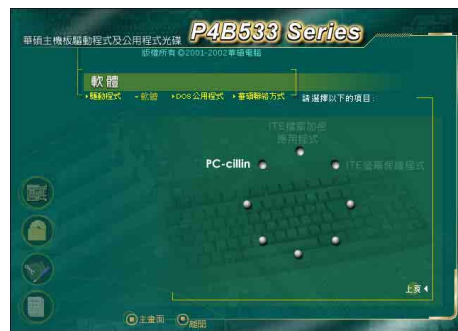 華碩主機板驅動程式及公用程式光碟 P4B533 Series
版權所有 ©2001-2002 華碩電腦
軟體
驅動程式 軟體 DOS公用程式 華碩聯絡方式 請選擇以下的項目:
ITE檔案加密
應用程式
PC-cillin ITE螢幕保護程式
上頁
主畫面 離開